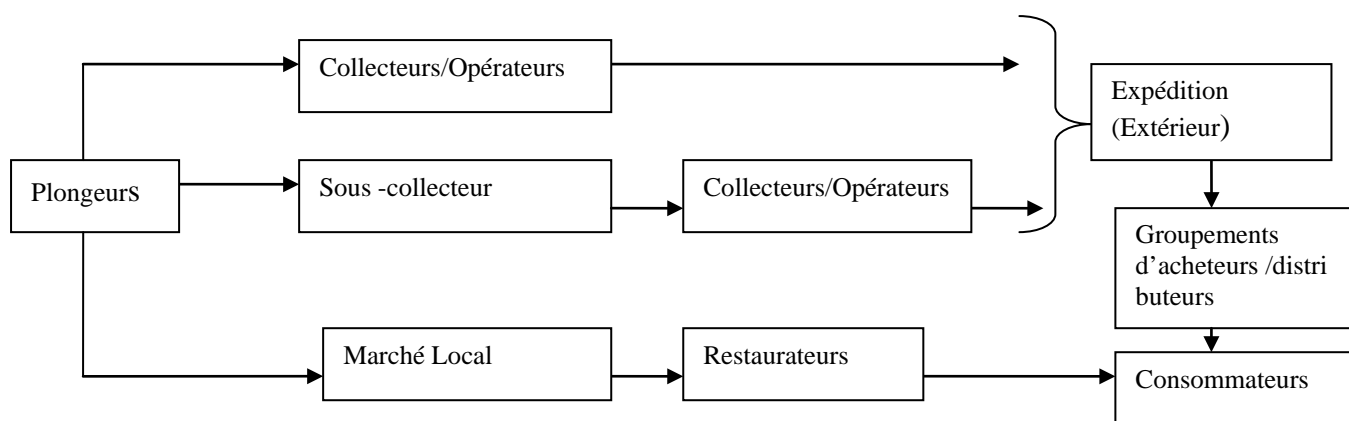 Collecteurs/Opérateurs
Expédition
(Extérieur)
Plongeurs
Sous -collecteur
Collecteurs/Opérateurs
Groupements
d’acheteurs /distri
buteurs
Marché Local
Restaurateurs
Consommateurs